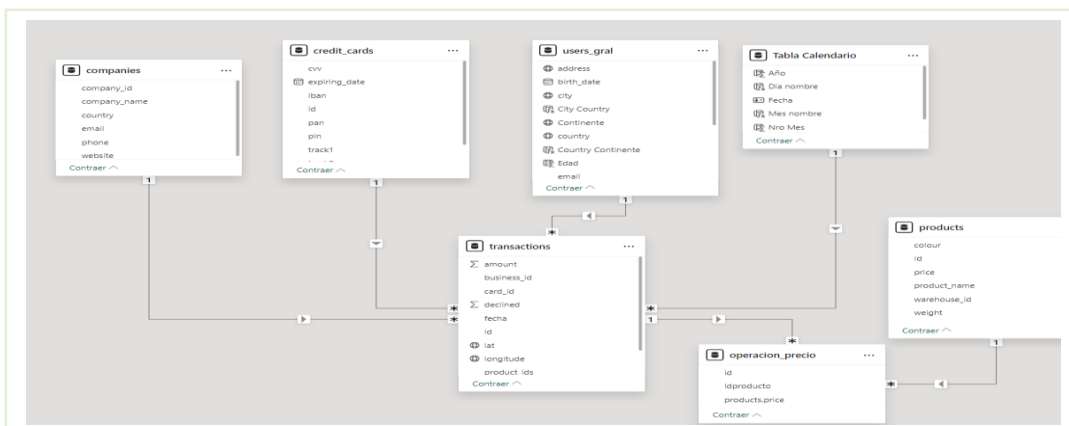 companies
company_id
company_name
country
email
phone
website
Contraer
credit_cards
cvv
expiring_date
iban
id
pan
pin
track1
Contraer
users_gral
address
birth_date
city
City Country
Continente
country
Country Continente
Edad
email
Contraer
Tabla Calendario
Año
Dia nombre
Fecha
Mes nombre
Nro Mes
Contraer
1
1
1
1
transactions
amount
business_id
card_id
declined
fecha
id
lat
longitude
product_ids
Contraer
*
*
*
*
1
products
colour
id
price
product_name
warehouse_id
weight
Contraer
1
*
operacion_precio
id
idproducto
products.price
Contraer
*